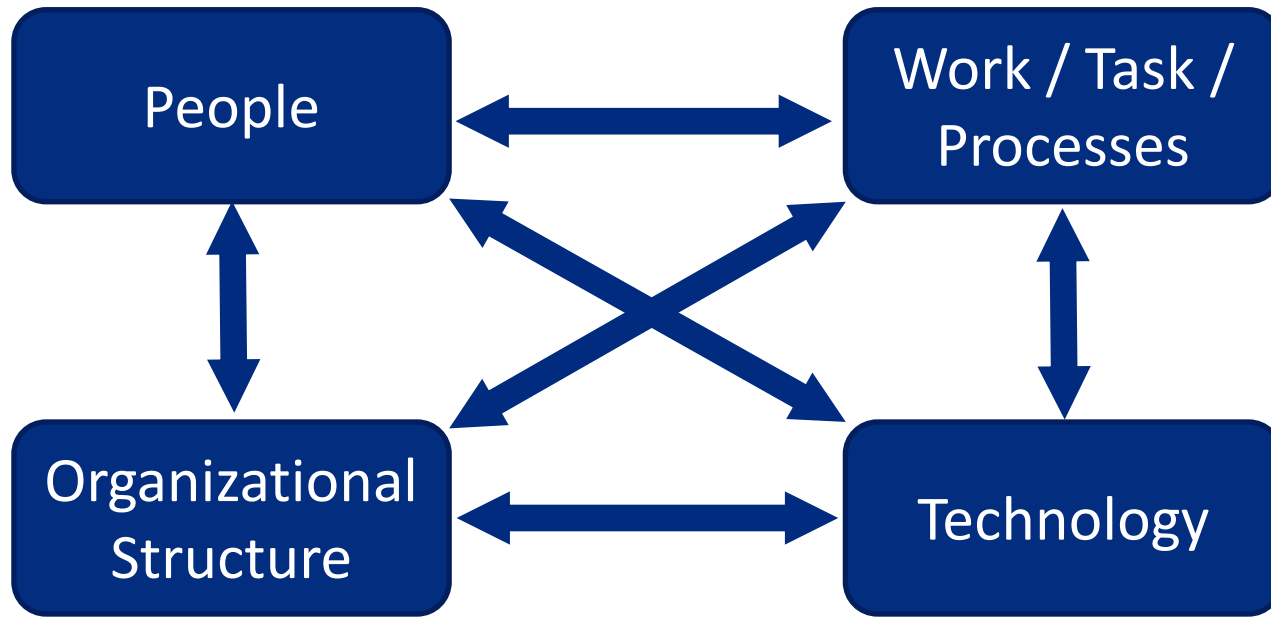 People
Work / Task /
Processes
Organizational
Structure
Technology